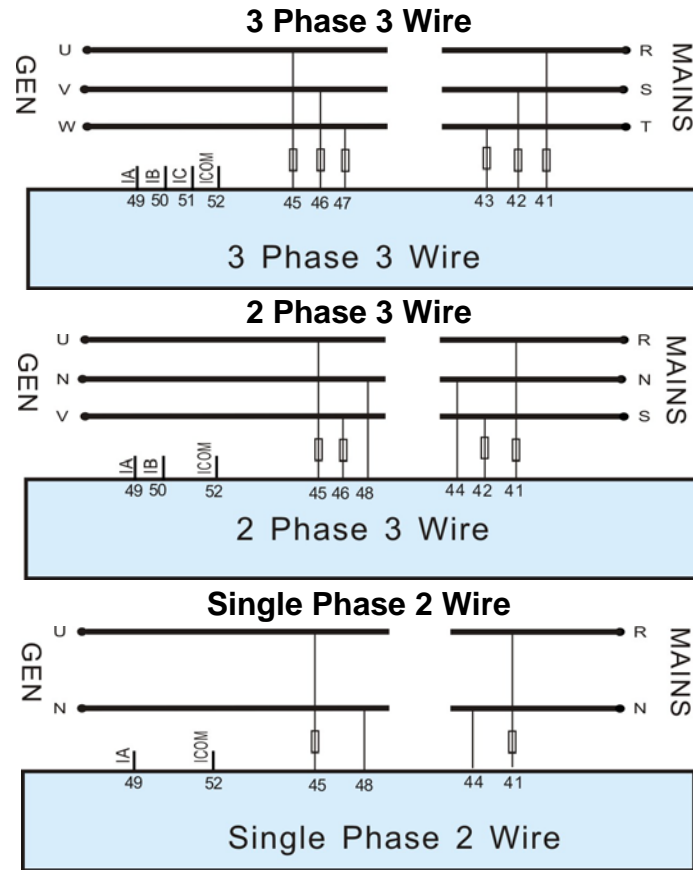 3 Phase 3 Wire
GEN
U
V
W
R
S
T
MAINS
IA IB IC ICOM
49 50 51 52 45 46 47 43 42 41
3 Phase 3 Wire
2 Phase 3 Wire
GEN
U
N
V
R
N
S
MAINS
IA IB ICOM
49 50 52 45 46 48 44 42 41
2 Phase 3 Wire
Single Phase 2 Wire
GEN
U
N
R
N
MAINS
IA ICOM
49 52 45 48 44 41
Single Phase 2 Wire